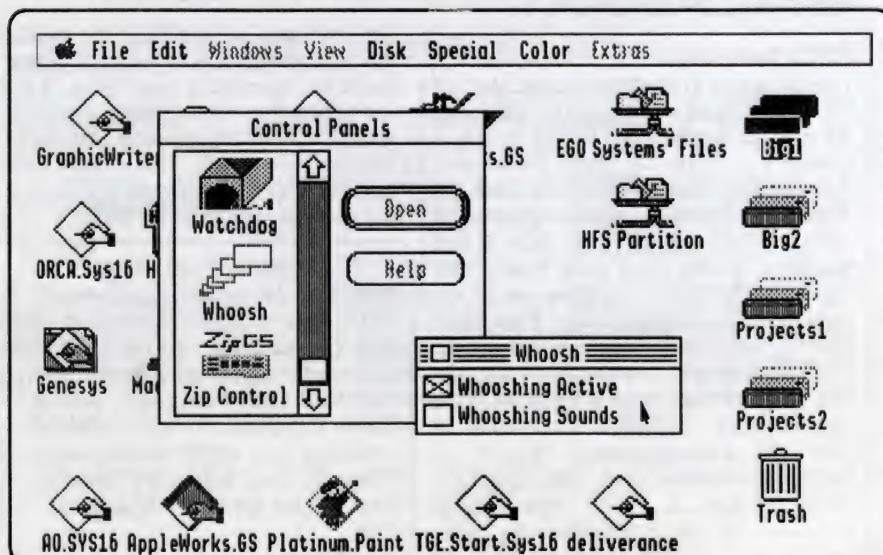 File Edit Windows View Disk Special Color Extras
Control Panels
GraphicWriter
s.GS
EGO Systems' Files
Big1
Watchdog
Open
ORCA.Sys16
H
Whoosh
Help
HFS Partition
Big2
ZipGS
Zip Control
Genesys
Mac
Whoosh
Whooshing Active
Whooshing Sounds
Projects1
Projects2
Trash
AO.SYS16 AppleWorks.GS Platinum.Paint TGE.Start.Sys16 deliverance